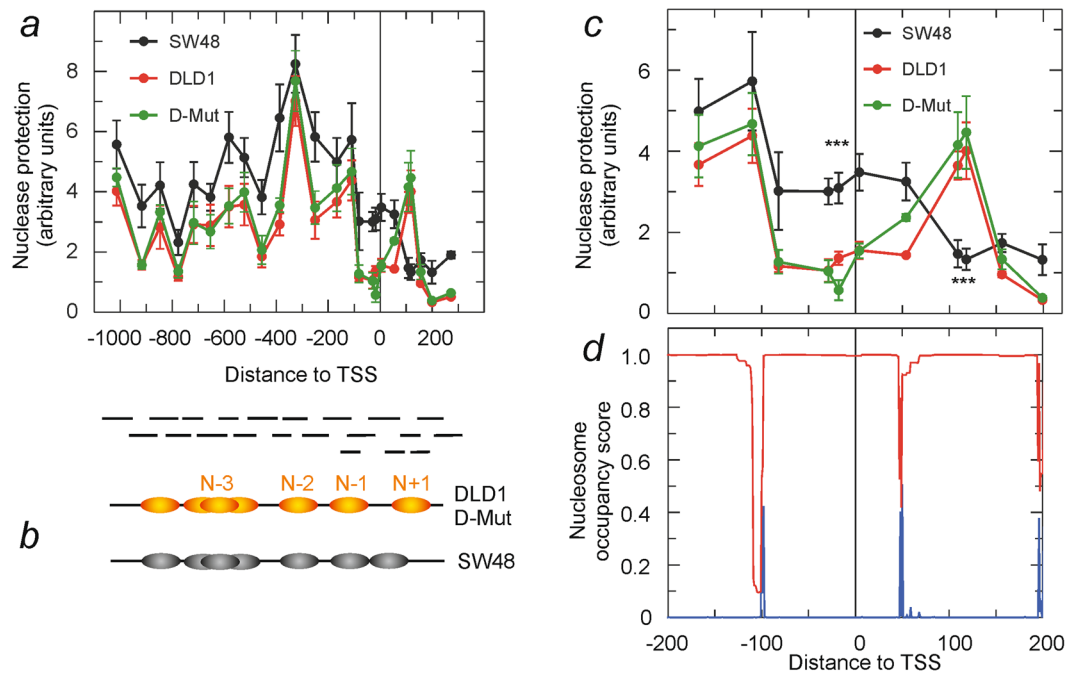 a
SW48
DLD1
D-Mut
Nuclease protection
(arbitrary units)
8
6
4
2
0
-1000 -800 -600 -400 -200 0 200
Distance to TSS
b
N-3 N-2 N-1 N+1
DLD1
D-Mut
SW48
c
SW48
DLD1
D-Mut
Nuclease protection
(arbitrary units)
6
4
2
0
***
***
d
Nucleosome
occupancy score
1.0
0.8
0.6
0.4
0.2
0
-200 -100 0 100 200
Distance to TSS